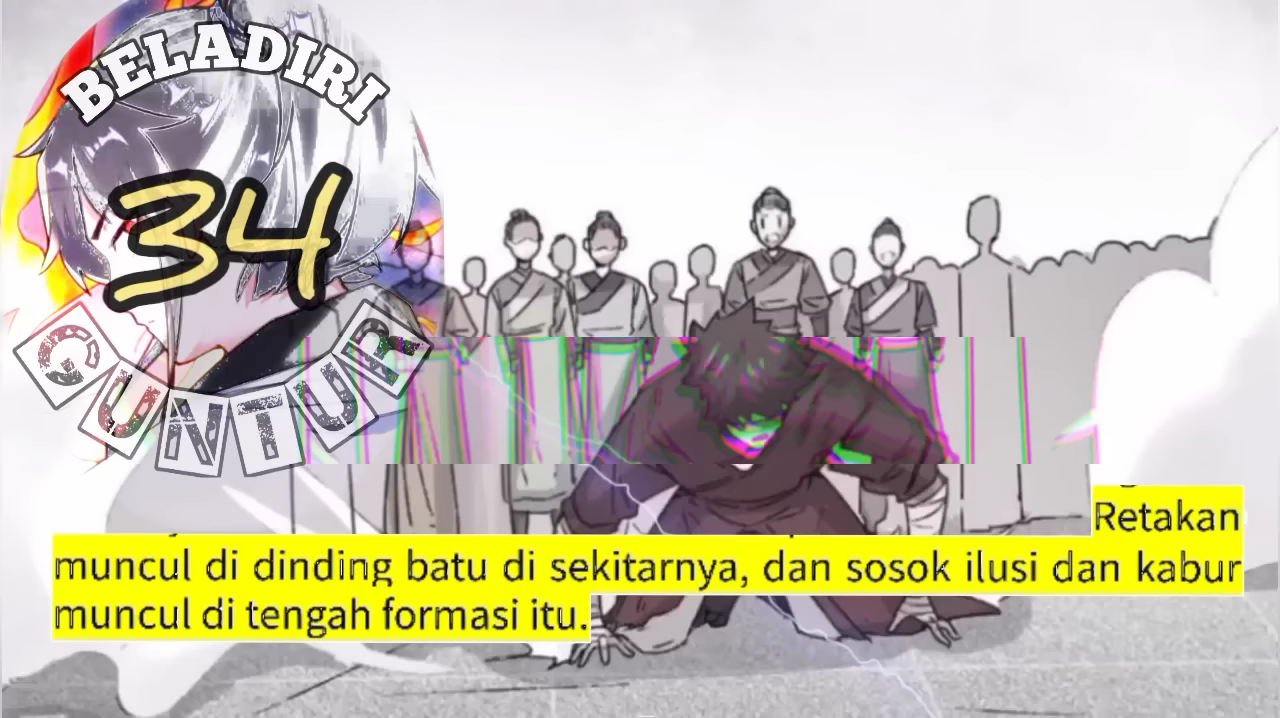 BELADIRI
34
GUNTUR
Retakan
muncul di dinding batu di sekitarnya, dan sosok ilusi dan kabur
muncul di tengah formasi itu.